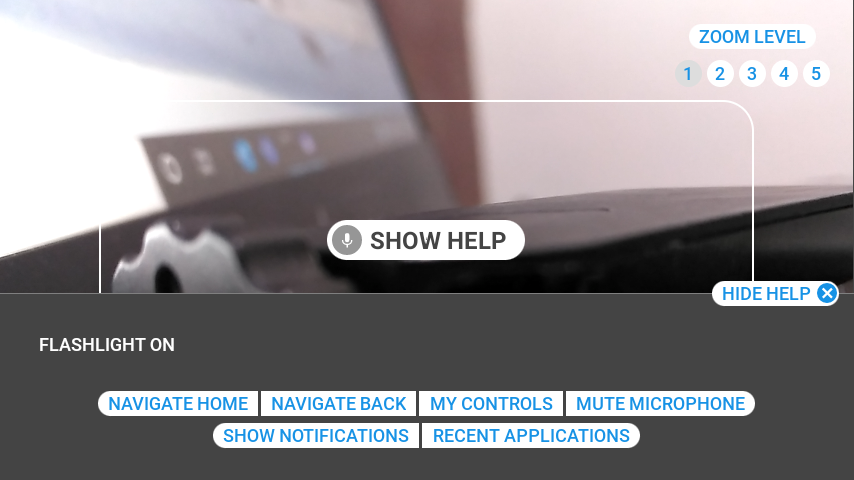 ZOOM LEVEL
1 2 3 4 5
SHOW HELP
HIDE HELP
FLASHLIGHT ON
NAVIGATE HOME NAVIGATE BACK MY CONTROLS MUTE MICROPHONE
SHOW NOTIFICATIONS RECENT APPLICATIONS